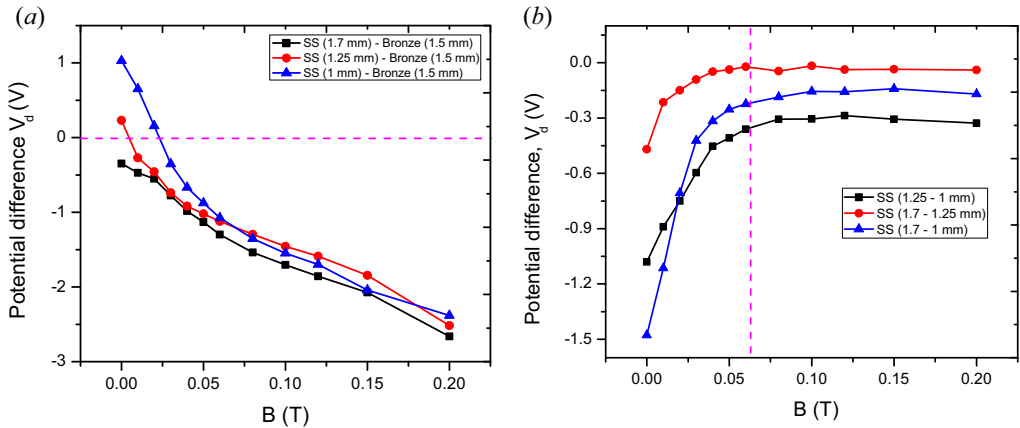 (a)
SS (1.7 mm) - Bronze (1.5 mm)
SS (1.25 mm) - Bronze (1.5 mm)
SS (1 mm) - Bronze (1.5 mm)
1
0
-1
-2
-3
Potential difference V_d (V)
0.00 0.05 0.10 0.15 0.20
B (T)
(b)
0.0
-0.3
-0.6
-0.9
-1.2
-1.5
Potential difference, V_d (V)
SS (1.25 - 1 mm)
SS (1.7 - 1.25 mm)
SS (1.7 - 1 mm)
0.00 0.05 0.10 0.15 0.20
B (T)